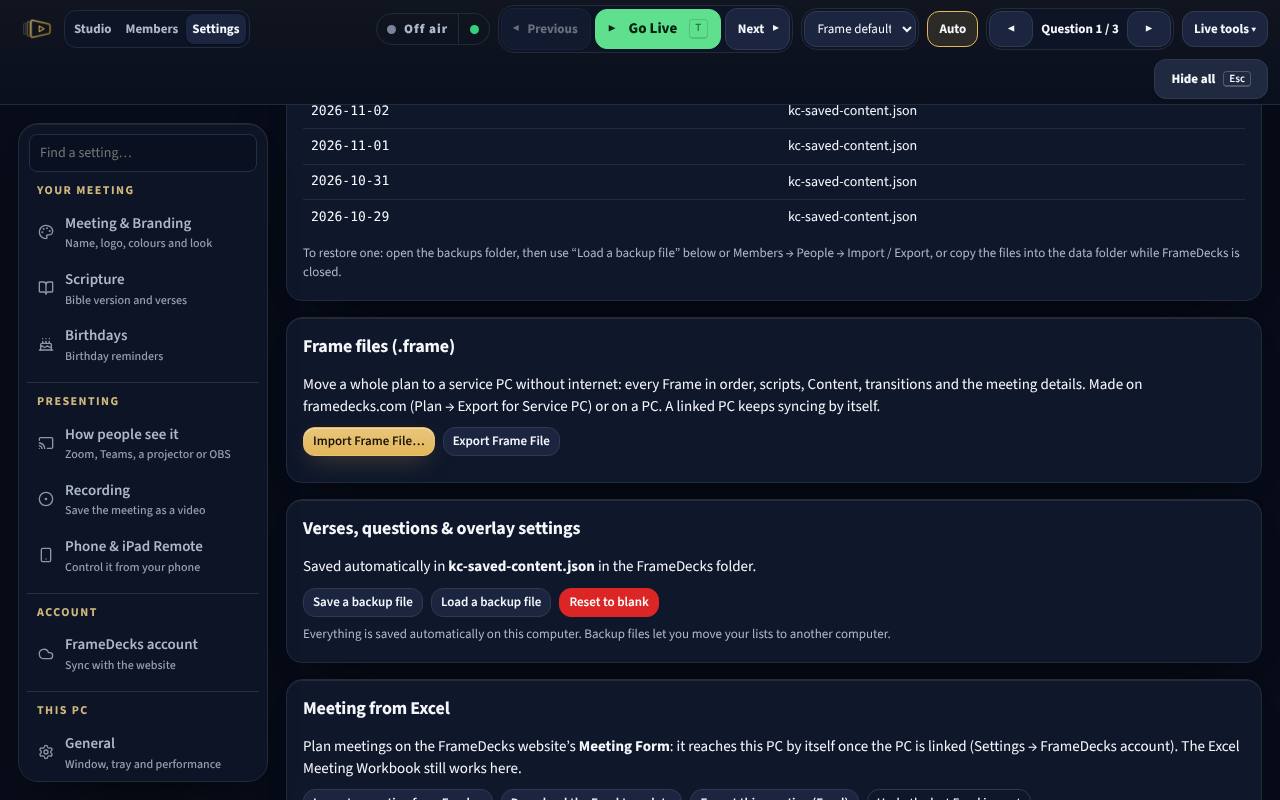 Studio Members Settings
Off air
Previous
Go Live T
Next
Frame default
Auto
Question 1 / 3
Live tools
Hide all Esc
Find a setting…
YOUR MEETING
Meeting & Branding
Name, logo, colours and look
Scripture
Bible version and verses
Birthdays
Birthday reminders
PRESENTING
How people see it
Zoom, Teams, a projector or OBS
Recording
Save the meeting as a video
Phone & iPad Remote
Control it from your phone
ACCOUNT
FrameDecks account
Sync with the website
THIS PC
General
Window, tray and performance
2026-11-02 kc-saved-content.json
2026-11-01 kc-saved-content.json
2026-10-31 kc-saved-content.json
2026-10-29 kc-saved-content.json
To restore one: open the backups folder, then use “Load a backup file” below or Members → People → Import / Export, or copy the files into the data folder while FrameDecks is
closed.
Frame files (.frame)
Move a whole plan to a service PC without internet: every Frame in order, scripts, Content, transitions and the meeting details. Made on
framedecks.com (Plan → Export for Service PC) or on a PC. A linked PC keeps syncing by itself.
Import Frame File… Export Frame File
Verses, questions & overlay settings
Saved automatically in kc-saved-content.json in the FrameDecks folder.
Save a backup file Load a backup file Reset to blank
Everything is saved automatically on this computer. Backup files let you move your lists to another computer.
Meeting from Excel
Plan meetings on the FrameDecks website’s Meeting Form: it reaches this PC by itself once the PC is linked (Settings → FrameDecks account). The Excel
Meeting Workbook still works here.